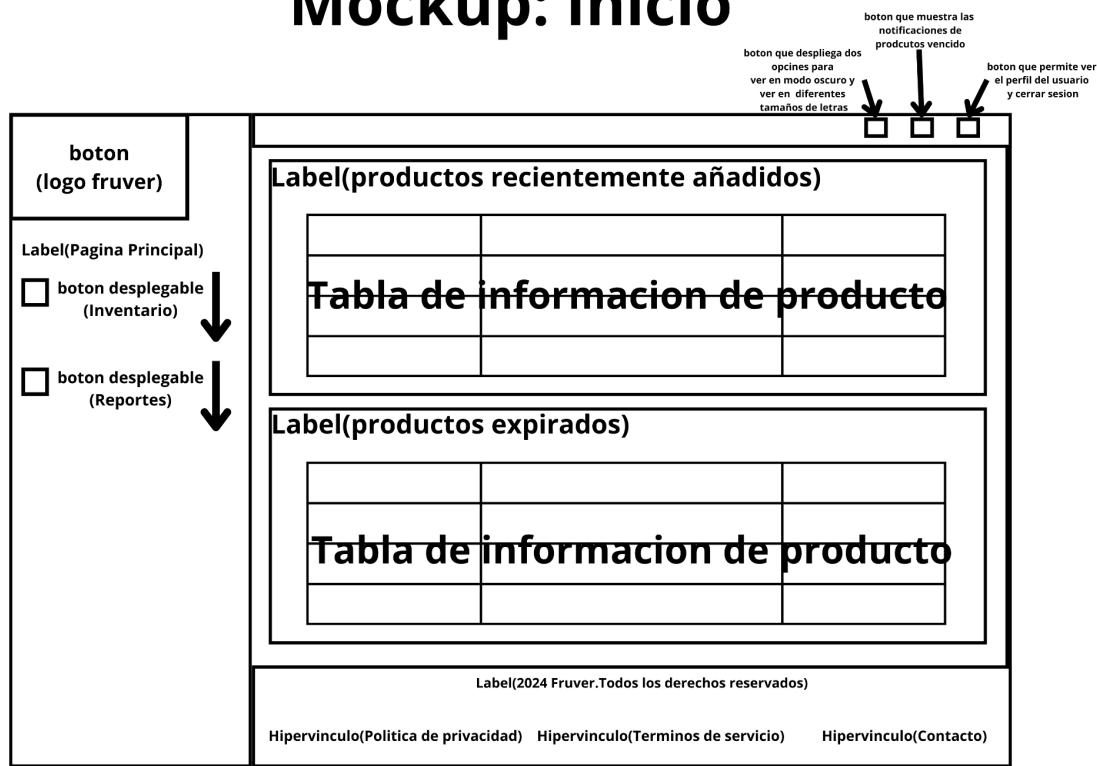 Mockup: Inicio
boton que muestra las
notificaciones de
prodcutos vencido
boton que despliega dos
opcines para
ver en modo oscuro y
ver en diferentes
tamaños de letras
boton que permite ver
el perfil del usuario
y cerrar sesion
boton
(logo fruver)
Label(Pagina Principal)
boton desplegable
(Inventario)
boton desplegable
(Reportes)
Label(productos recientemente añadidos)
Tabla de informacion de producto
Label(productos expirados)
Tabla de informacion de producto
Label(2024 Fruver.Todos los derechos reservados)
Hipervinculo(Politica de privacidad) Hipervinculo(Terminos de servicio) Hipervinculo(Contacto)